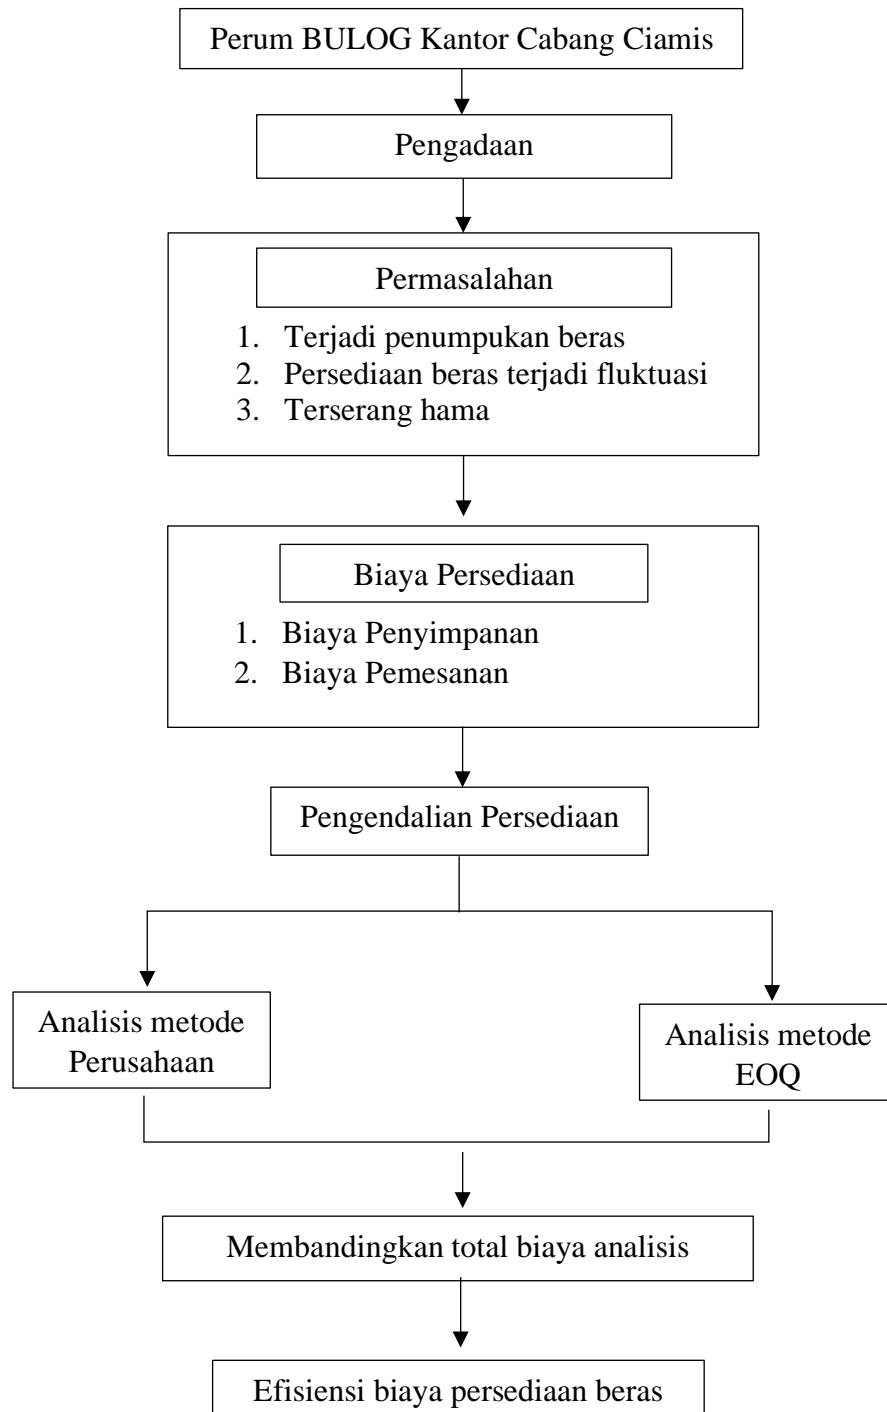 Perum BULOG Kantor Cabang Ciamis
Pengadaan
Permasalahan
1. Terjadi penumpukan beras
2. Persediaan beras terjadi fluktuasi
3. Terserang hama
Biaya Persediaan
1. Biaya Penyimpanan
2. Biaya Pemesanan
Pengendalian Persediaan
Analisis metode
Perusahaan
Analisis metode
EOQ
Membandingkan total biaya analisis
Efisiensi biaya persediaan beras